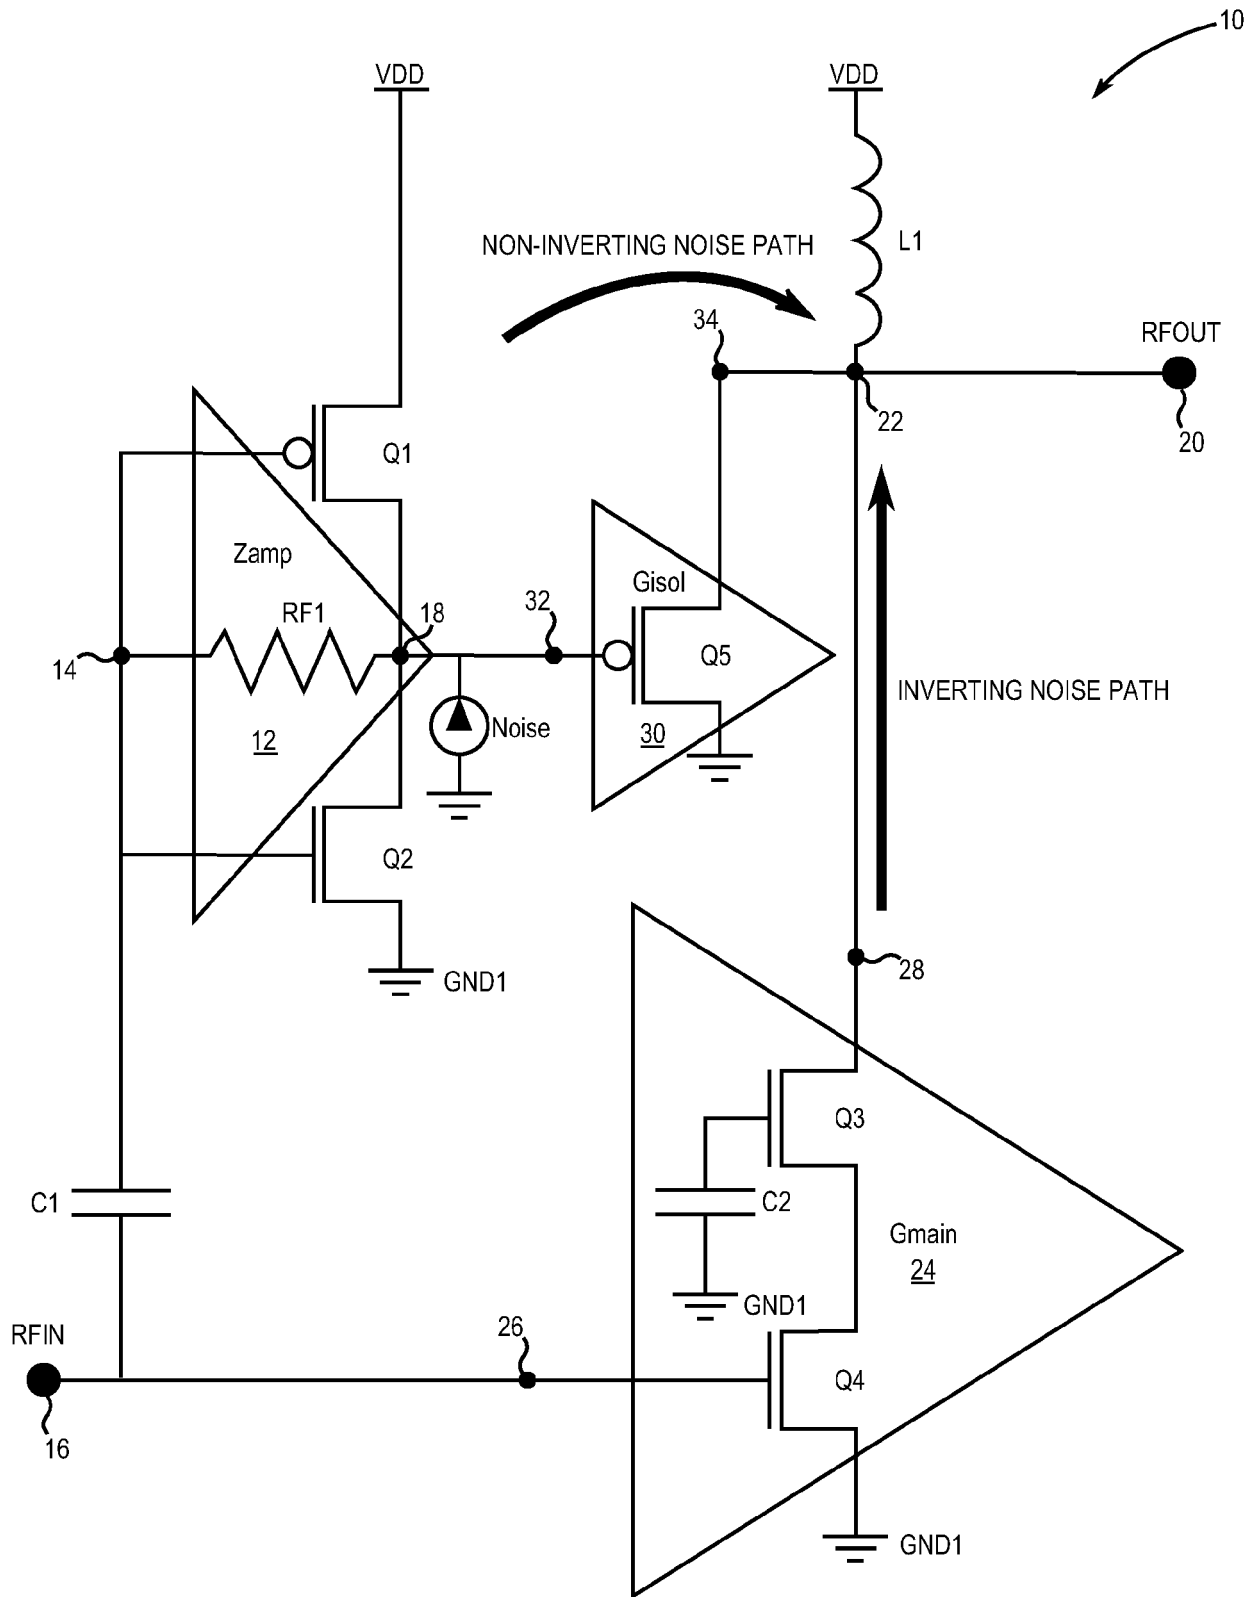 10
VDD
VDD
NON-INVERTING NOISE PATH
L1
34
RFOUT
22
20
Q1
Zamp
Gisol
RF1
18
32
Q5
14
INVERTING NOISE PATH
12
Noise
30
Q2
GND1
28
Q3
C1
C2
Gmain
24
GND1
RFIN
26
Q4
16
GND1